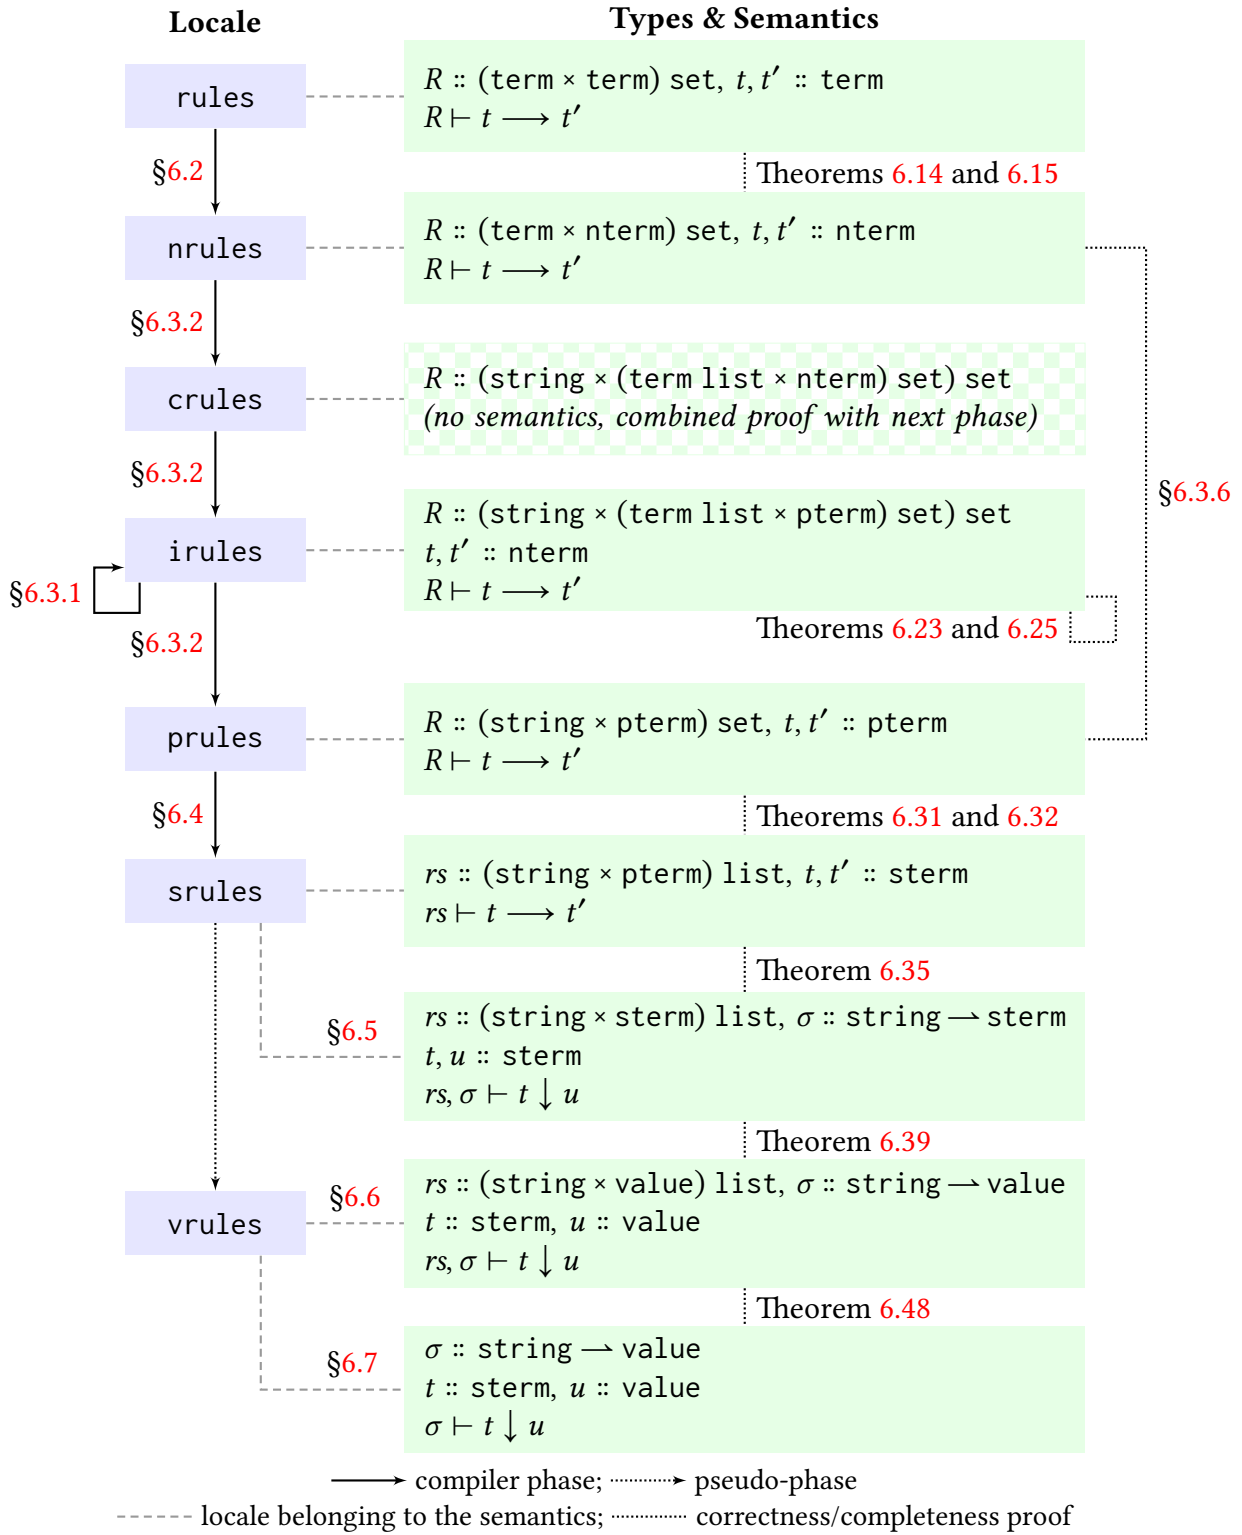 Locale
Types & Semantics
rules
R :: (term × term) set, t, t′ :: term
R ⊢ t ⟶ t′
§6.2
Theorems 6.14 and 6.15
nrules
R :: (term × nterm) set, t, t′ :: nterm
R ⊢ t ⟶ t′
§6.3.2
crules
R :: (string × (term list × nterm) set) set
(no semantics, combined proof with next phase)
§6.3.2
§6.3.6
irules
R :: (string × (term list × pterm) set) set
t, t′ :: nterm
R ⊢ t ⟶ t′
§6.3.1
Theorems 6.23 and 6.25
§6.3.2
prules
R :: (string × pterm) set, t, t′ :: pterm
R ⊢ t ⟶ t′
§6.4
Theorems 6.31 and 6.32
srules
rs :: (string × pterm) list, t, t′ :: sterm
rs ⊢ t ⟶ t′
Theorem 6.35
§6.5
rs :: (string × sterm) list, σ :: string ⇀ sterm
t, u :: sterm
rs, σ ⊢ t ↓ u
Theorem 6.39
§6.6
vrules
rs :: (string × value) list, σ :: string ⇀ value
t :: sterm, u :: value
rs, σ ⊢ t ↓ u
Theorem 6.48
§6.7
σ :: string ⇀ value
t :: sterm, u :: value
σ ⊢ t ↓ u
compiler phase; pseudo-phase
locale belonging to the semantics; correctness/completeness proof